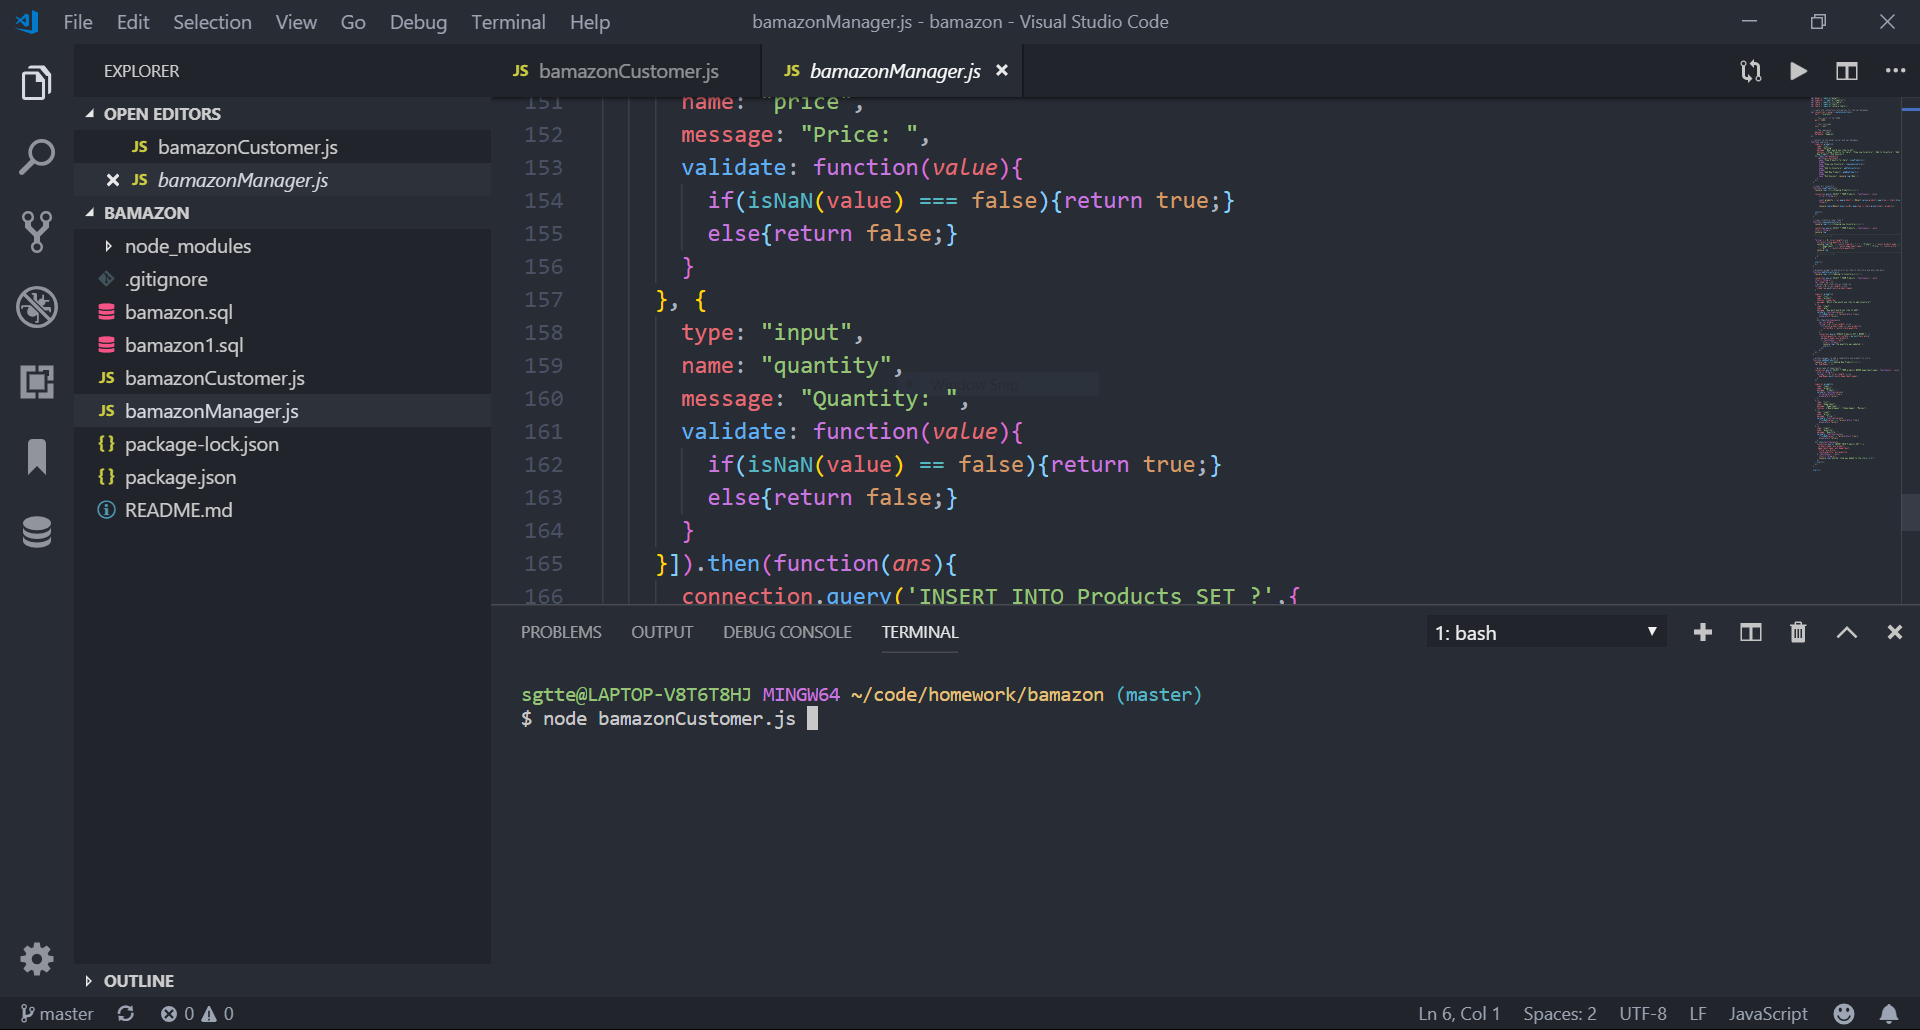 File Edit Selection View Go Debug Terminal Help
bamazonManager.js - bamazon - Visual Studio Code
EXPLORER
OPEN EDITORS
JS bamazonCustomer.js
JS bamazonManager.js
BAMAZON
node_modules
.gitignore
bamazon.sql
bamazon1.sql
JS bamazonCustomer.js
JS bamazonManager.js
{} package-lock.json
{} package.json
README.md
OUTLINE
JS bamazonCustomer.js
JS bamazonManager.js
151 name: "price",
152 message: "Price: ",
153 validate: function(value){
154 if(isNaN(value) === false){return true;}
155 else{return false;}
156 }
157 }, {
158 type: "input",
159 name: "quantity",
160 message: "Quantity: ",
161 validate: function(value){
162 if(isNaN(value) == false){return true;}
163 else{return false;}
164 }
165 }]).then(function(ans){
166 connection.query('INSERT INTO Products SET ?',{
Window Snip
PROBLEMS OUTPUT DEBUG CONSOLE TERMINAL
1: bash
sgtte@LAPTOP-V8T6T8HJ MINGW64 ~/code/homework/bamazon (master)
$ node bamazonCustomer.js
master 0 0
Ln 6, Col 1 Spaces: 2 UTF-8 LF JavaScript